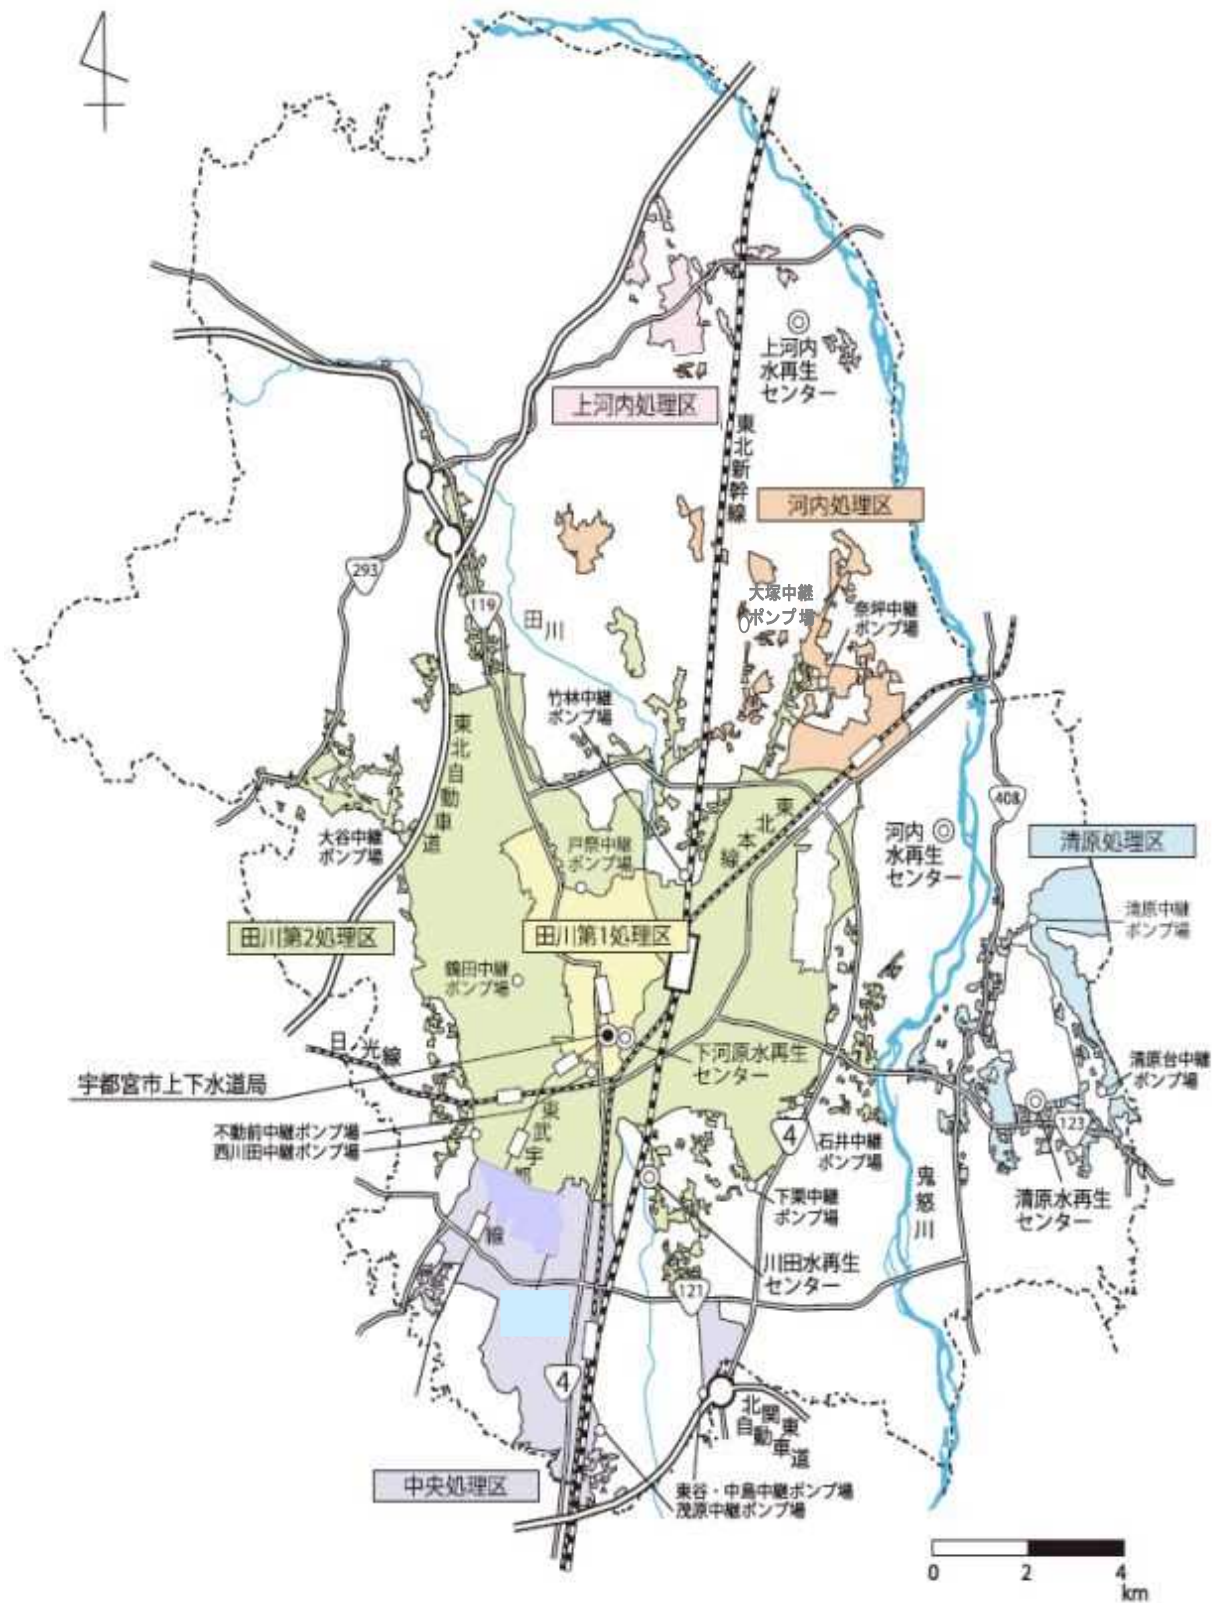 上河内
水再生
センター
上河内処理区
東北新幹線
河内処理区
293
119
田川
大塚中継
ポンプ場
奈坪中継
ポンプ場
竹林中継
ポンプ場
東北自動車道
東北本線
408
大谷中継
ポンプ場
戸祭中継
ポンプ場
河内
水再生
センター
清原処理区
清原中継
ポンプ場
田川第2処理区
田川第1処理区
鶴田中継
ポンプ場
日光線
下河原水再生
センター
清原台中継
ポンプ場
宇都宮市上下水道局
123
不動前中継ポンプ場
西川田中継ポンプ場
東武宇都
線
4
石井中継
ポンプ場
下栗中継
ポンプ場
鬼怒川
清原水再生
センター
川田水再生
センター
121
4
北関東
自動車道
中央処理区
東谷・中島中継ポンプ場
茂原中継ポンプ場
0 2 4
km